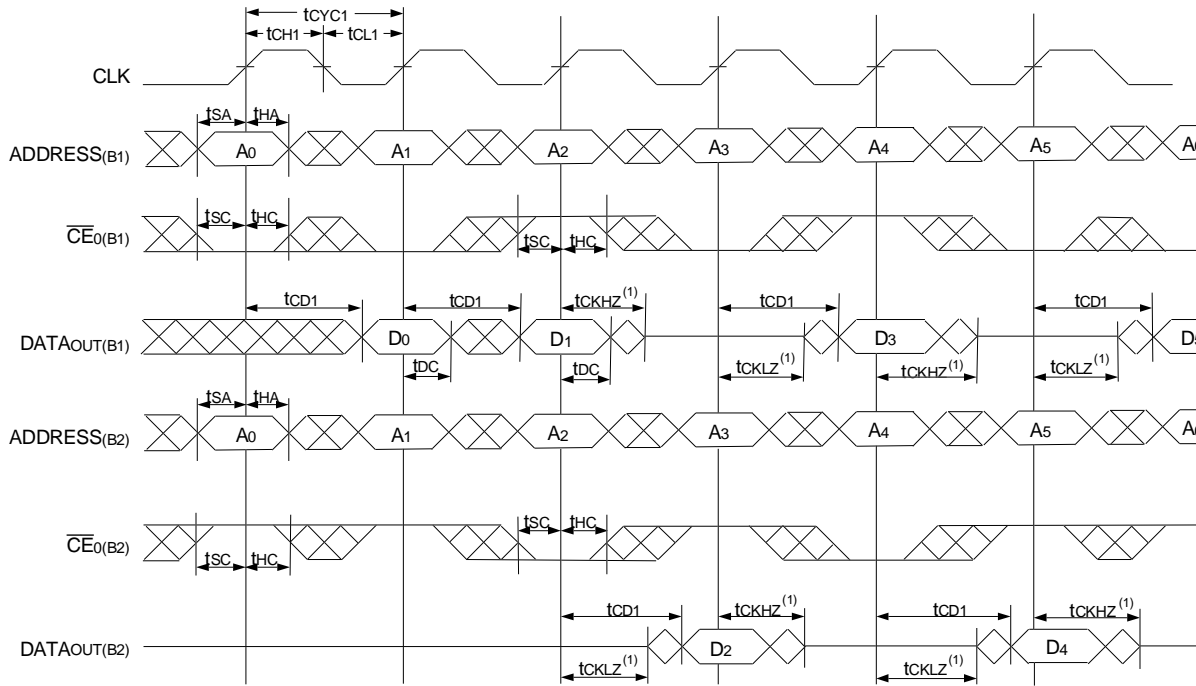 tCYC1
tCH1 tCL1
CLK
tSA tHA
ADDRESS(B1) A0 A1 A2 A3 A4 A5
tSC tHC
CE0(B1)
tSC tHC
tCD1 tCD1 tCKHZ(1) tCD1 tCD1
DATAOUT(B1) D0 D1 D3
tDC tDC tCKLZ(1) tCKHZ(1) tCKLZ(1)
tSA tHA
ADDRESS(B2) A0 A1 A2 A3 A4 A5
tSC tHC
CE0(B2)
tSC tHC
tCD1 tCKHZ(1) tCD1 tCKHZ(1)
DATAOUT(B2) D2 D4
tCKLZ(1) tCKLZ(1)